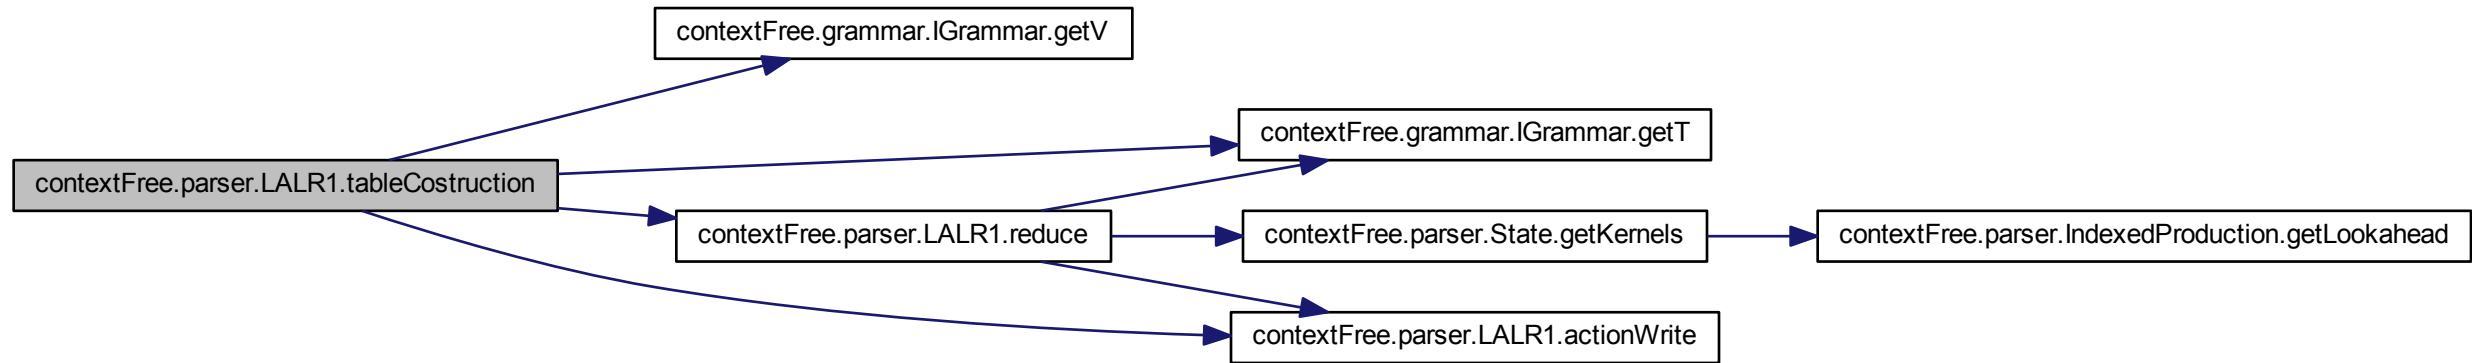 contextFree.grammar.IGrammar.getV
contextFree.grammar.IGrammar.getT
contextFree.parser.LALR1.tableCostruction
contextFree.parser.LALR1.reduce
contextFree.parser.State.getKernels
contextFree.parser.IndexedProduction.getLookahead
contextFree.parser.LALR1.actionWrite